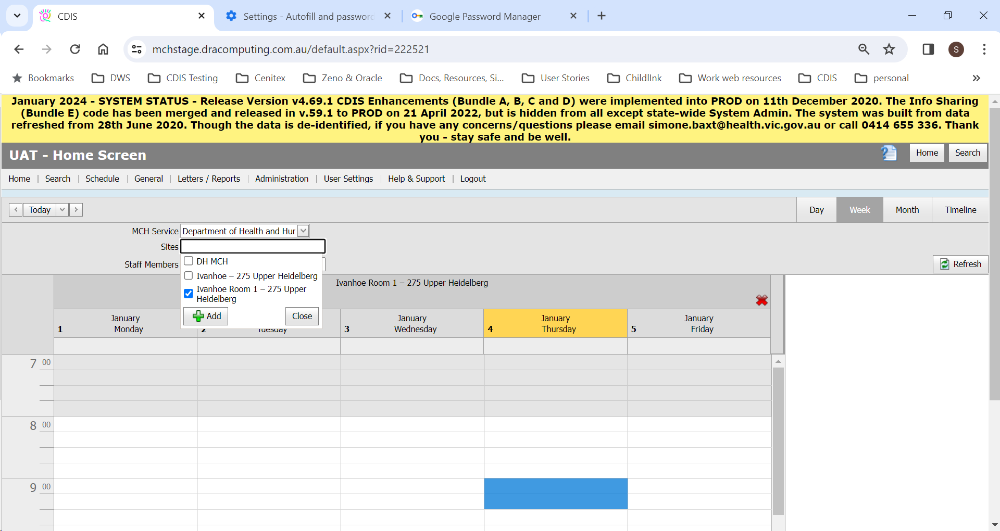 CDIS
Settings - Autofill and password
Google Password Manager
mchstage.dracomputing.com.au/default.aspx?rid=222521
S
Bookmarks
DWS
CDIS Testing
Cenitex
Zeno & Oracle
Docs, Resources, Si...
User Stories
ChildlInk
Work web resources
CDIS
personal
January 2024 - SYSTEM STATUS - Release Version v4.69.1 CDIS Enhancements (Bundle A, B, C and D) were implemented into PROD on 11th December 2020. The Info Sharing
(Bundle E) code has been merged and released in v.59.1 to PROD on 21 April 2022, but is hidden from all except state-wide System Admin. The system was built from data
refreshed from 28th June 2020. Though the data is de-identified, if you have any concerns/questions please email simone.baxt@health.vic.gov.au or call 0414 655 336. Thank
you - stay safe and be well.
UAT - Home Screen
Home
Search
Home
Search
Schedule
General
Letters / Reports
Administration
User Settings
Help & Support
Logout
Today
Day
Week
Month
Timeline
MCH Service
Department of Health and Hur
Sites
DH MCH
Staff Members
Refresh
Ivanhoe – 275 Upper Heidelberg
Ivanhoe Room 1 – 275 Upper
Heidelberg
Add
Close
Ivanhoe Room 1 – 275 Upper Heidelberg
January
1 Monday
2 Tuesday
January
3 Wednesday
January
4 Thursday
January
5 Friday
7 00
8 00
9 00